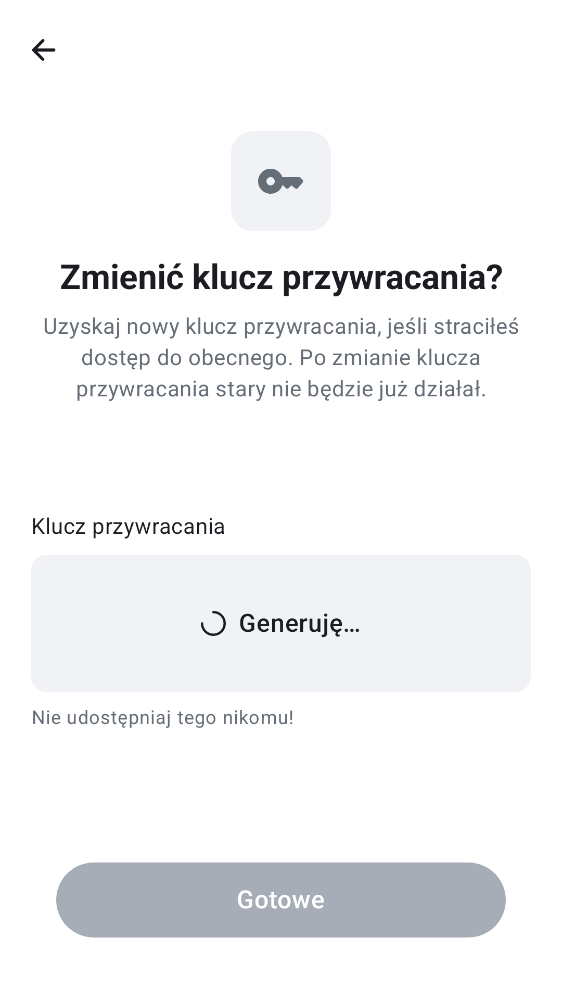 Zmienić klucz przywracania?
Uzyskaj nowy klucz przywracania, jeśli straciłeś
dostęp do obecnego. Po zmianie klucza
przywracania stary nie będzie już działał.
Klucz przywracania
Generuję…
Nie udostępniaj tego nikomu!
Gotowe